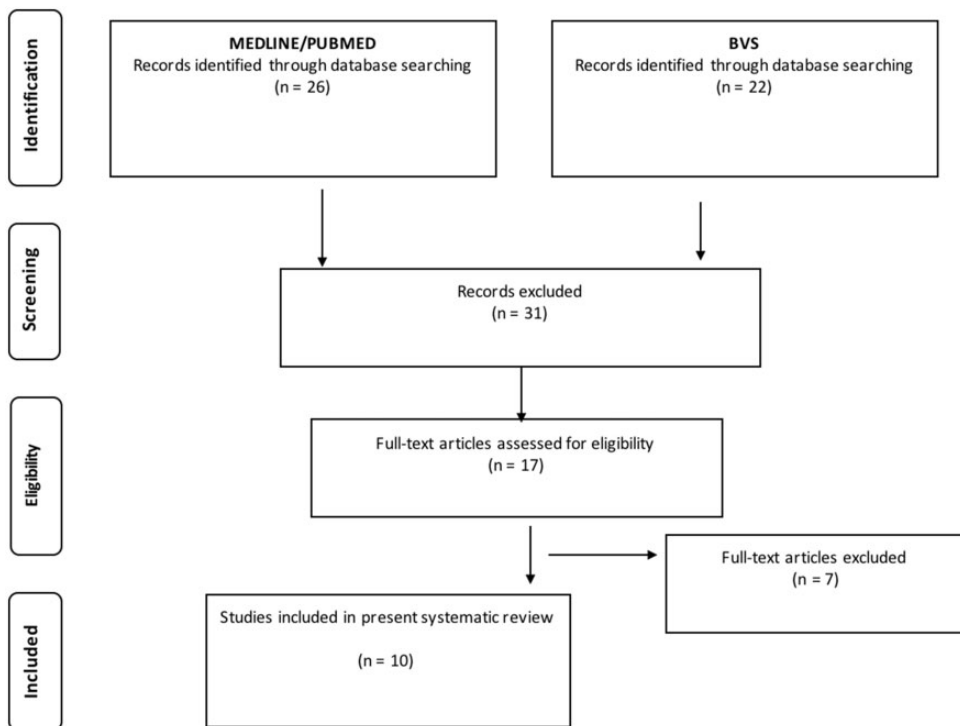 Identification
MEDLINE/PUBMED
Records identified through database searching
(n = 26)
BVS
Records identified through database searching
(n = 22)
Screening
Records excluded
(n = 31)
Eligibility
Full-text articles assessed for eligibility
(n = 17)
Full-text articles excluded
(n = 7)
Included
Studies included in present systematic review
(n = 10)